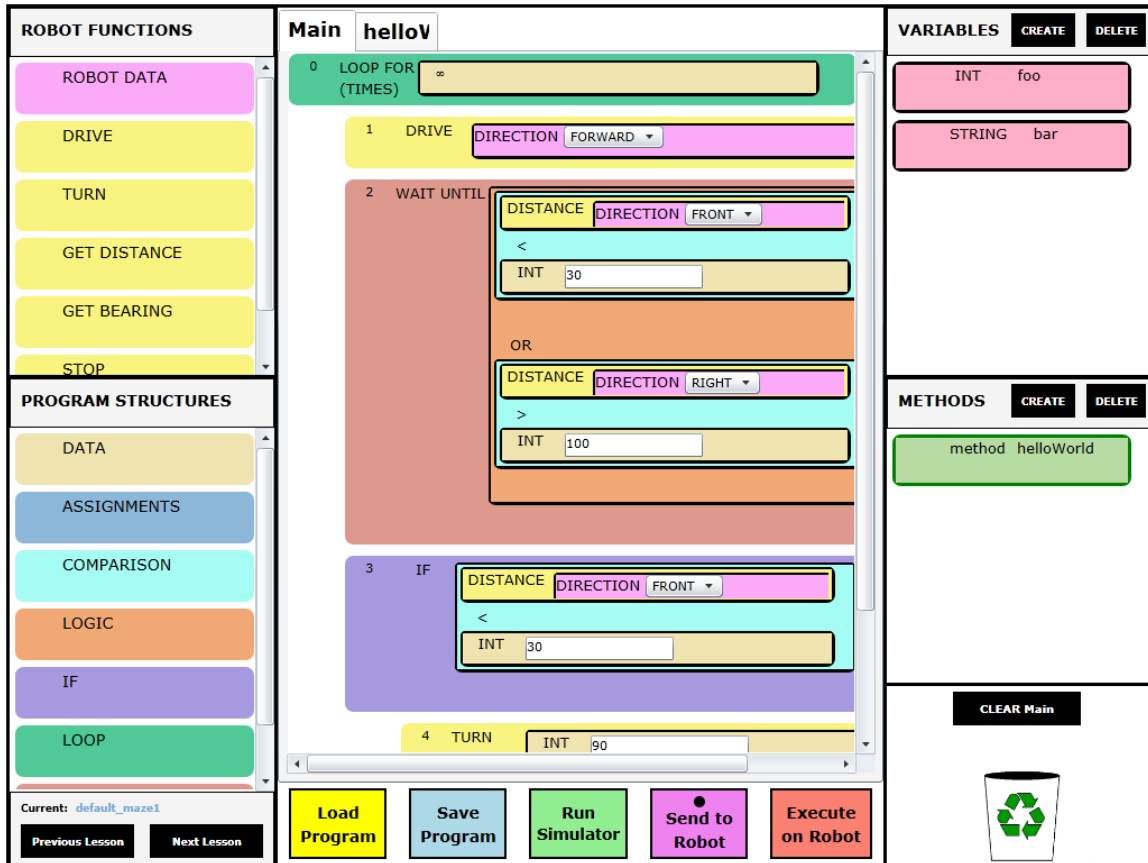 ROBOT FUNCTIONS
ROBOT DATA
DRIVE
TURN
GET DISTANCE
GET BEARING
STOP
PROGRAM STRUCTURES
DATA
ASSIGNMENTS
COMPARISON
LOGIC
IF
LOOP
Current: default_maze1
Previous Lesson Next Lesson
Main helloW
0 LOOP FOR (TIMES) ∞
1 DRIVE DIRECTION FORWARD
2 WAIT UNTIL DISTANCE DIRECTION FRONT
<
INT 30
OR
DISTANCE DIRECTION RIGHT
>
INT 100
3 IF DISTANCE DIRECTION FRONT
<
INT 30
4 TURN INT 90
Load Program
Save Program
Run Simulator
Send to Robot
Execute on Robot
VARIABLES CREATE DELETE
INT foo
STRING bar
METHODS CREATE DELETE
method helloWorld
CLEAR Main